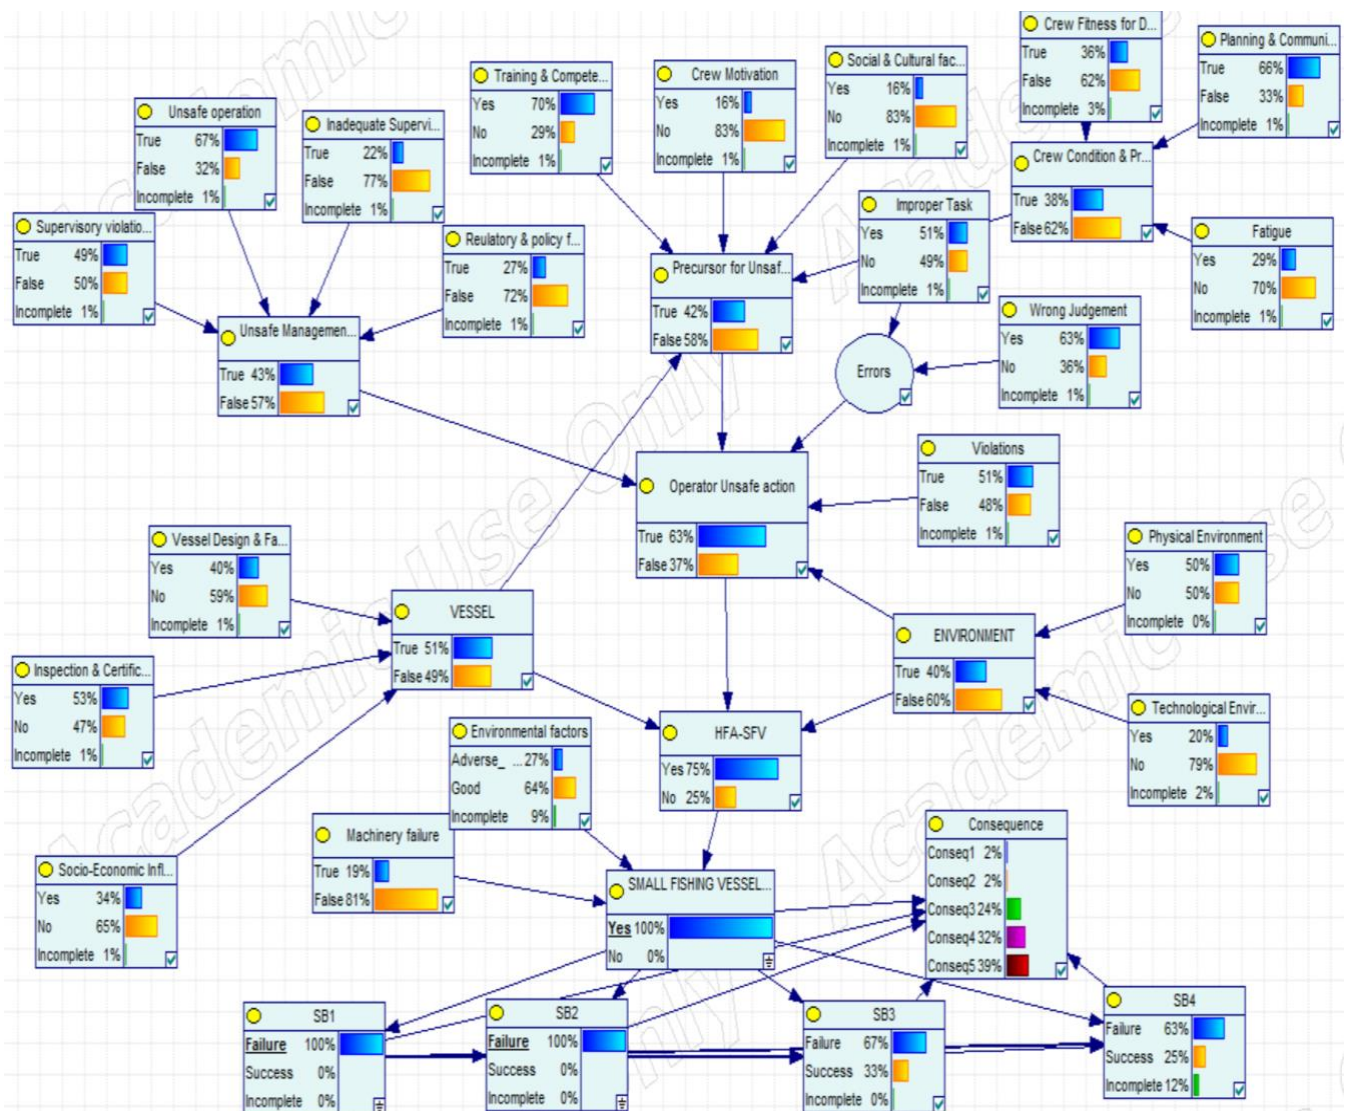 Crew Fitness for D...
True 36%
False 62%
Incomplete 3%
Planning & Communi...
True 66%
False 33%
Incomplete 1%
Social & Cultural fac...
Yes 16%
No 83%
Incomplete 1%
Crew Motivation
Yes 16%
No 83%
Incomplete 1%
Training & Compete...
Yes 70%
No 29%
Incomplete 1%
Unsafe operation
True 67%
False 32%
Incomplete 1%
Inadequate Supervi...
True 22%
False 77%
Incomplete 1%
Crew Condition & Pr...
True 38%
False 62%
Improper Task
Yes 51%
No 49%
Incomplete 1%
Supervisory violatio...
True 49%
False 50%
Incomplete 1%
Reulatory & policy f...
True 27%
False 72%
Incomplete 1%
Fatigue
Yes 29%
No 70%
Incomplete 1%
Precursor for Unsaf...
True 42%
False 58%
Wrong Judgement
Yes 63%
No 36%
Incomplete 1%
Unsafe Managemen...
True 43%
False 57%
Errors
Violations
True 51%
False 48%
Incomplete 1%
Operator Unsafe action
True 63%
False 37%
Vessel Design & Fa...
Yes 40%
No 59%
Incomplete 1%
Physical Environment
Yes 50%
No 50%
Incomplete 0%
VESSEL
True 51%
False 49%
ENVIRONMENT
True 40%
False 60%
Inspection & Certific...
Yes 53%
No 47%
Incomplete 1%
Technological Envir...
Yes 20%
No 79%
Incomplete 2%
HFA-SFV
Yes 75%
No 25%
Environmental factors
Adverse_ ... 27%
Good 64%
Incomplete 9%
Machinery failure
True 19%
False 81%
Consequence
Conseq1 2%
Conseq2 2%
Conseq3 24%
Conseq4 32%
Conseq5 39%
Socio-Economic Infl...
Yes 34%
No 65%
Incomplete 1%
SMALL FISHING VESSEL...
Yes 100%
No 0%
SB1
Failure 100%
Success 0%
Incomplete 0%
SB2
Failure 100%
Success 0%
Incomplete 0%
SB3
Failure 67%
Success 33%
Incomplete 0%
SB4
Failure 63%
Success 25%
Incomplete 12%
Academic Use Only